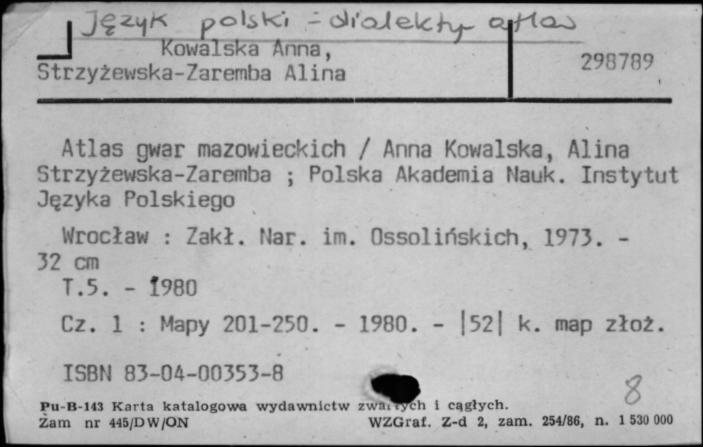 Język polski - dialekty atlas
Kowalska Anna,
Strzyżewska-Zaremba Alina
298789
Atlas gwar mazowieckich / Anna Kowalska, Alina
Strzyżewska-Zaremba ; Polska Akademia Nauk. Instytut
Języka Polskiego
Wrocław : Zakł. Nar. im. Ossolińskich, 1973. -
32 cm
T.5. - 1980
Cz. 1 : Mapy 201-250. - 1980. - |52| k. map złoż.
ISBN 83-04-00353-8
8
Pu-B-143 Karta katalogowa wydawnictw zwartych i cągłych.
Zam nr 445/DW/ON WZGraf. Z-d 2, zam. 254/86, n. 1 530 000